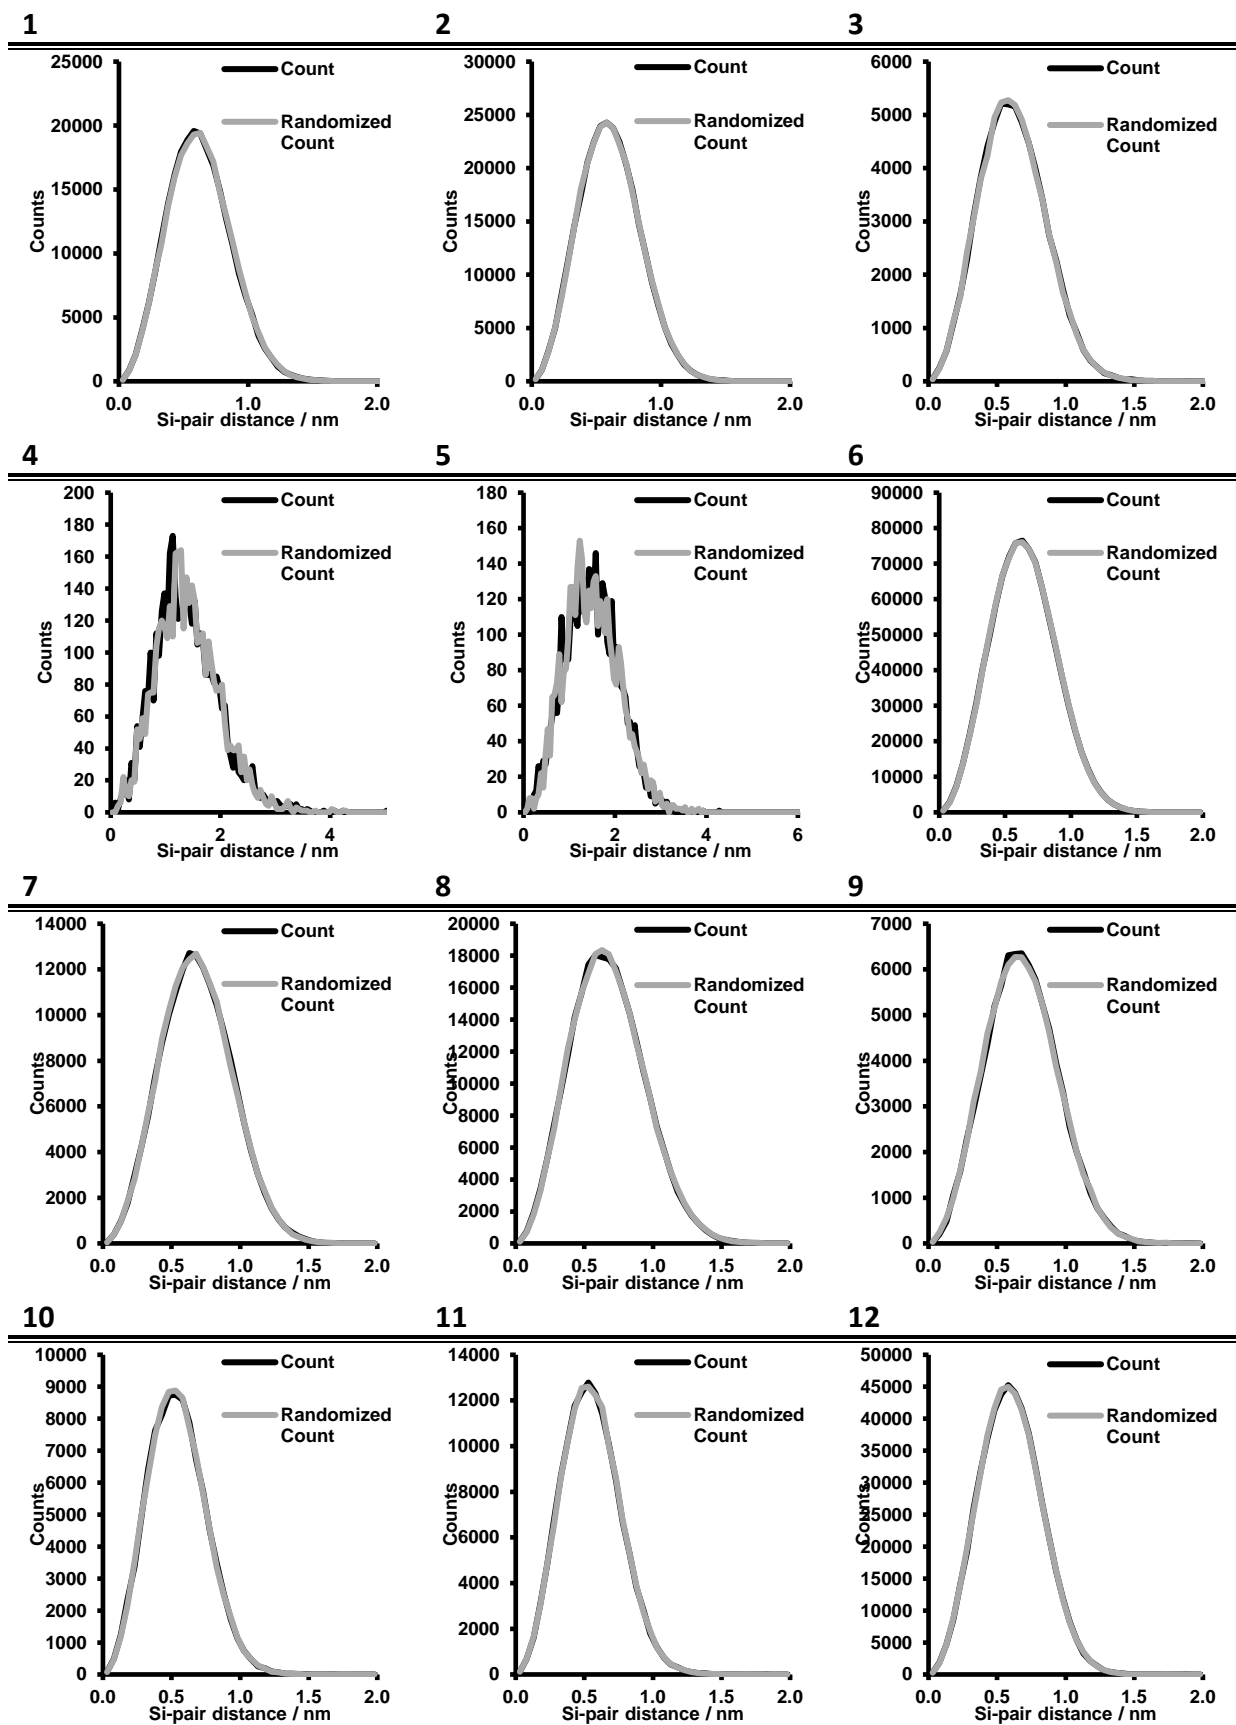 1
2
3
25000
20000
15000
10000
5000
0
Counts
Count
Randomized
Count
0.0 1.0 2.0
Si-pair distance / nm
30000
25000
20000
15000
10000
5000
0
Counts
Count
Randomized
Count
0.0 1.0 2.0
Si-pair distance / nm
6000
5000
4000
3000
2000
1000
0
Counts
Count
Randomized
Count
0.0 0.5 1.0 1.5 2.0
Si-pair distance / nm
4
5
6
200
180
160
140
120
100
80
60
40
20
0
Counts
Count
Randomized
Count
0 2 4
Si-pair distance / nm
180
160
140
120
100
80
60
40
20
0
Counts
Count
Randomized
Count
0 2 4 6
Si-pair distance / nm
90000
80000
70000
60000
50000
40000
30000
20000
10000
0
Counts
Count
Randomized
Count
0.0 0.5 1.0 1.5 2.0
Si-pair distance / nm
7
8
9
14000
12000
10000
8000
6000
4000
2000
0
Counts
Count
Randomized
Count
0.0 0.5 1.0 1.5 2.0
Si-pair distance / nm
20000
18000
16000
14000
12000
10000
8000
6000
4000
2000
0
Counts
Count
Randomized
Count
0.0 0.5 1.0 1.5 2.0
Si-pair distance / nm
7000
6000
5000
4000
3000
2000
1000
0
Counts
Count
Randomized
Count
0.0 0.5 1.0 1.5 2.0
Si-pair distance / nm
10
11
12
10000
9000
8000
7000
6000
5000
4000
3000
2000
1000
0
Counts
Count
Randomized
Count
0.0 0.5 1.0 1.5 2.0
Si-pair distance / nm
14000
12000
10000
8000
6000
4000
2000
0
Counts
Count
Randomized
Count
0.0 0.5 1.0 1.5 2.0
Si-pair distance / nm
50000
45000
40000
35000
30000
25000
20000
15000
10000
5000
0
Counts
Count
Randomized
Count
0.0 0.5 1.0 1.5 2.0
Si-pair distance / nm